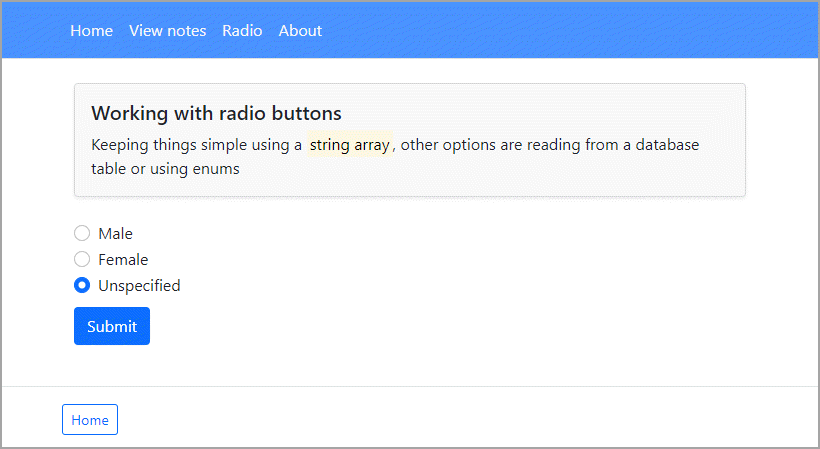 Home View notes Radio About
Working with radio buttons
Keeping things simple using a string array, other options are reading from a database
table or using enums
Male
Female
Unspecified
Submit
Home